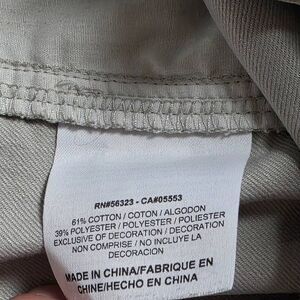 RN#56323 - CA#05553
61% COTTON / COTON / ALGODON
39% POLYESTER / POLYESTER / POLIESTER
EXCLUSIVE OF DECORATION / DECORATION
NON COMPRISE / NO INCLUYE LA
DECORACION
MADE IN CHINA/FABRIQUE EN
CHINE/HECHO EN CHINA